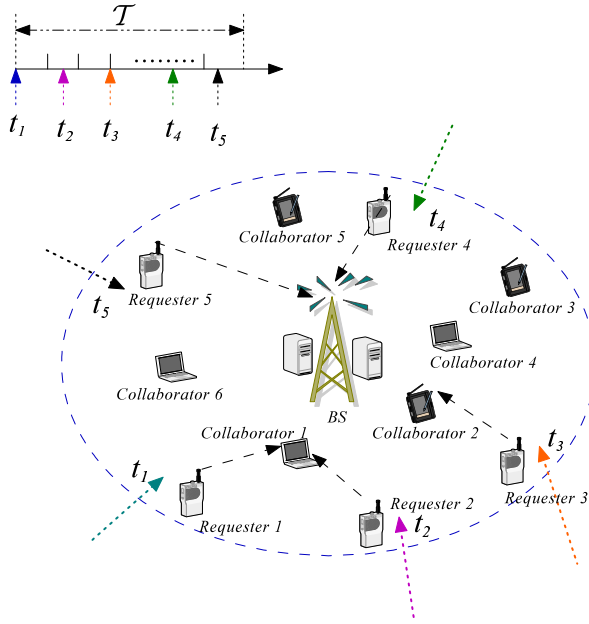 𝒯
t1 t2 t3 t4 t5
Collaborator 5
t4
Requester 4
Requester 5
t5
Collaborator 3
Collaborator 4
Collaborator 6
BS
Collaborator 1
Collaborator 2
t3
t1
Requester 3
Requester 2
Requester 1
t2